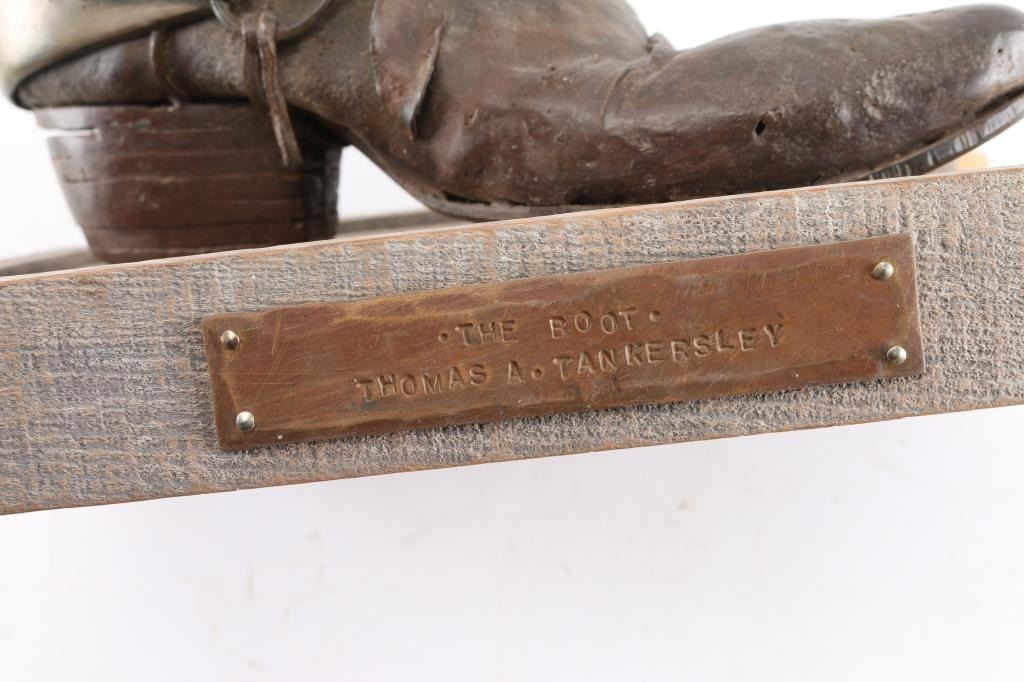 ·THE BOOT·
THOMAS A. TANKERSLEY